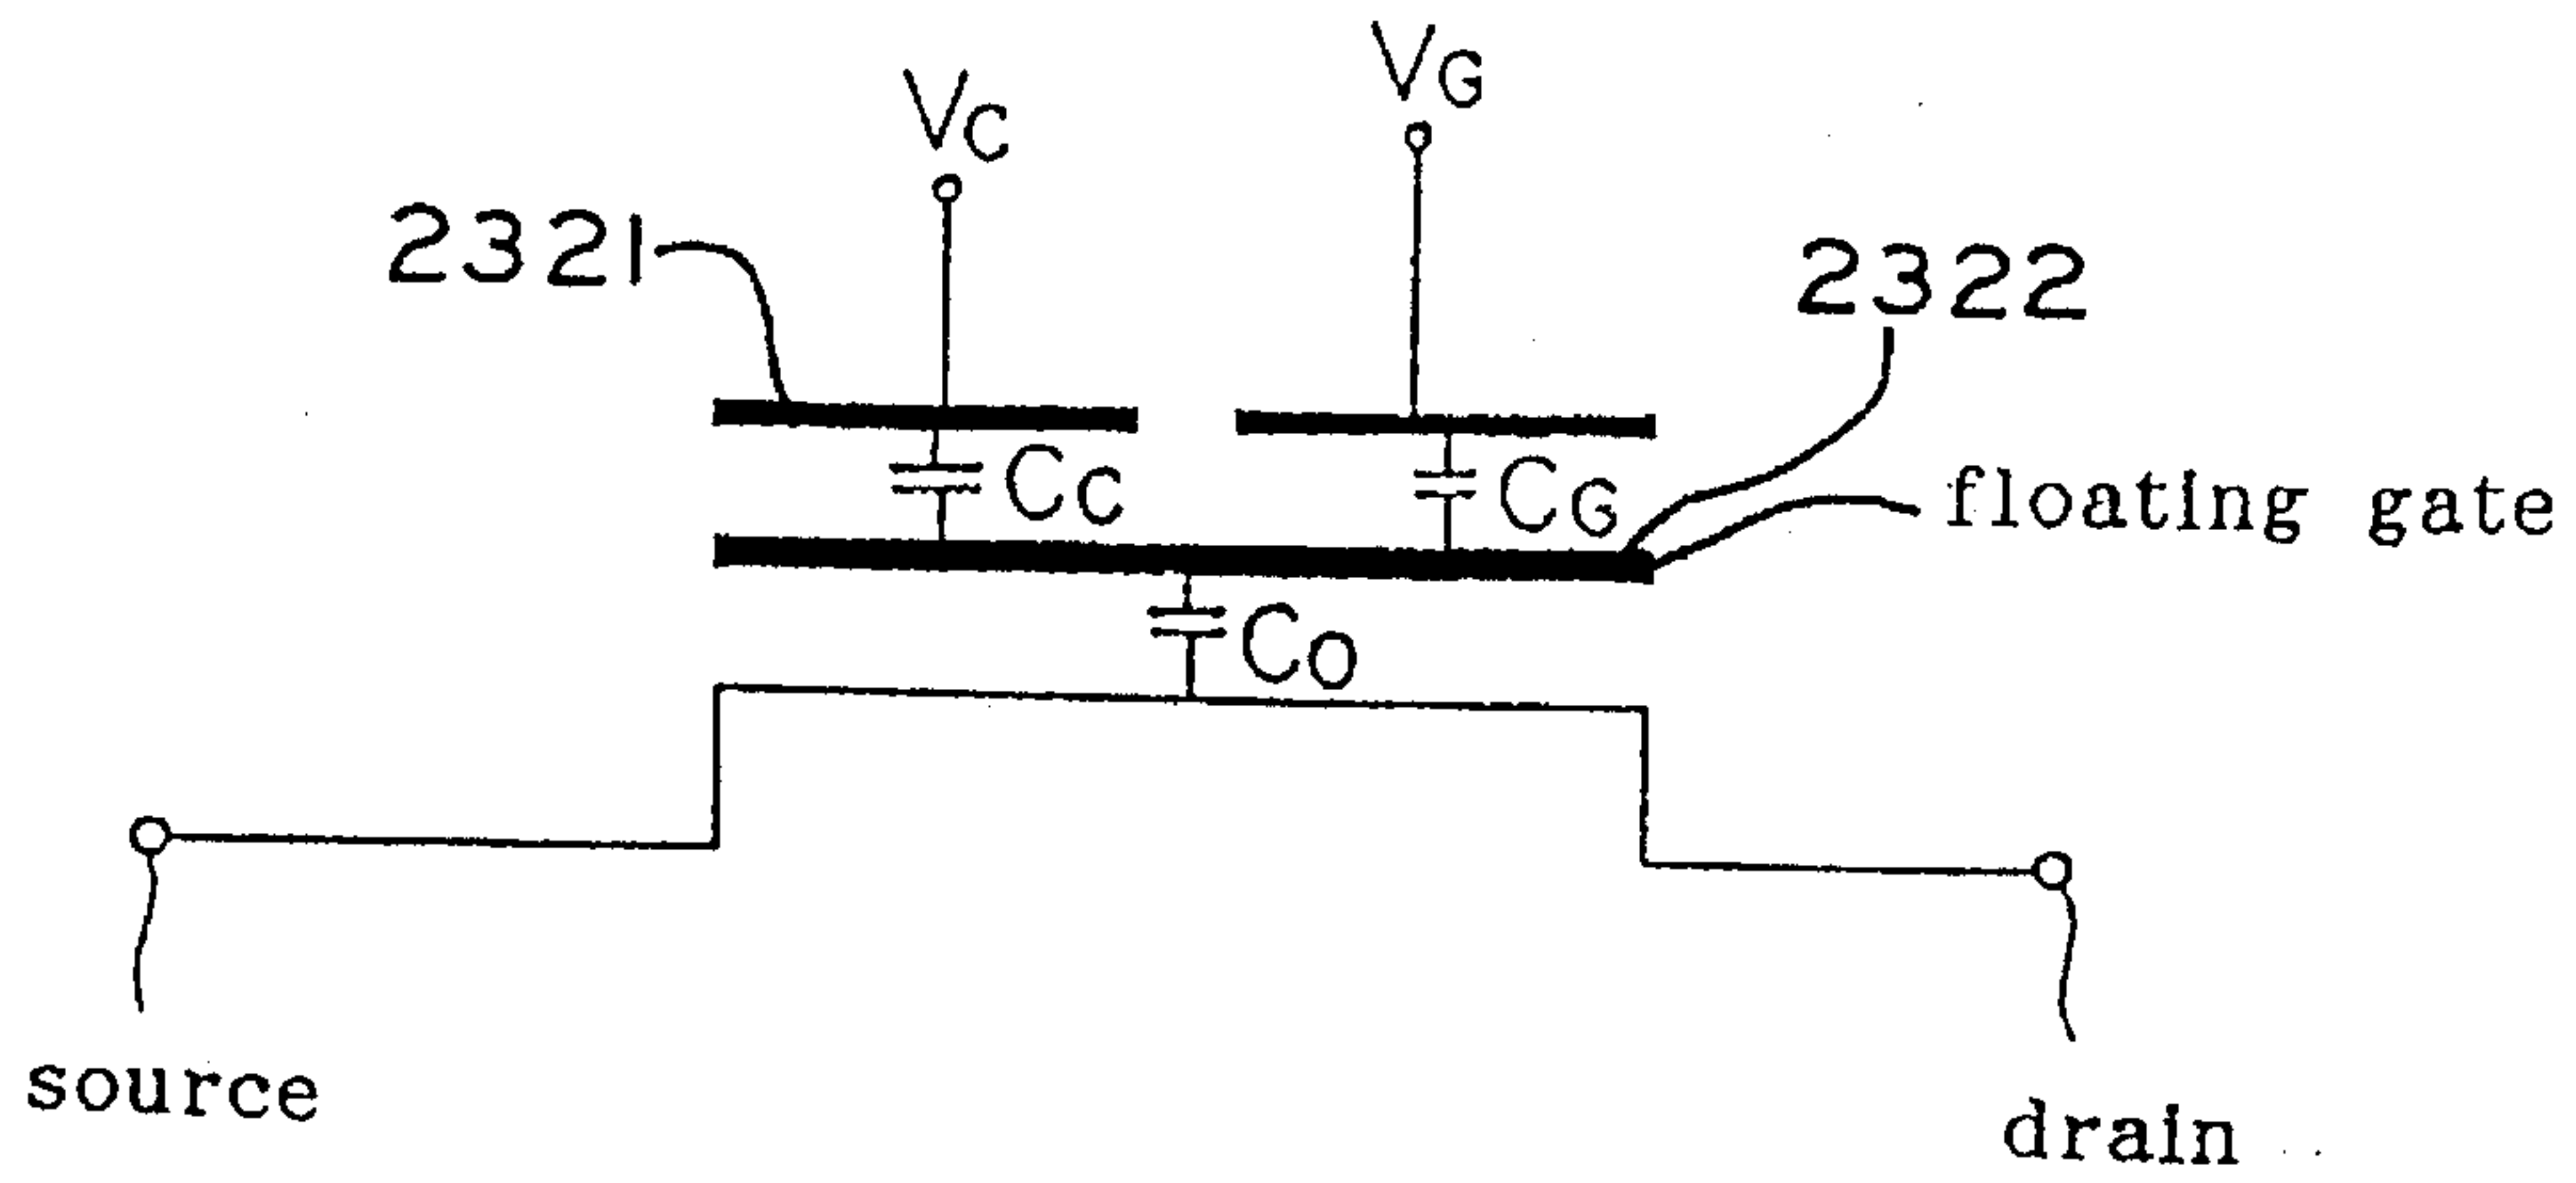 VG
VC
2321
2322
CC
CG
floating gate
CO
source
drain